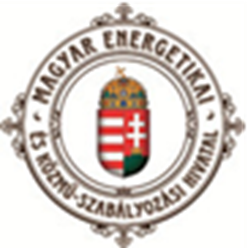 MAGYAR ENERGETIKAI
ÉS KÖZMŰ-SZABÁLYOZÁSI HIVATAL